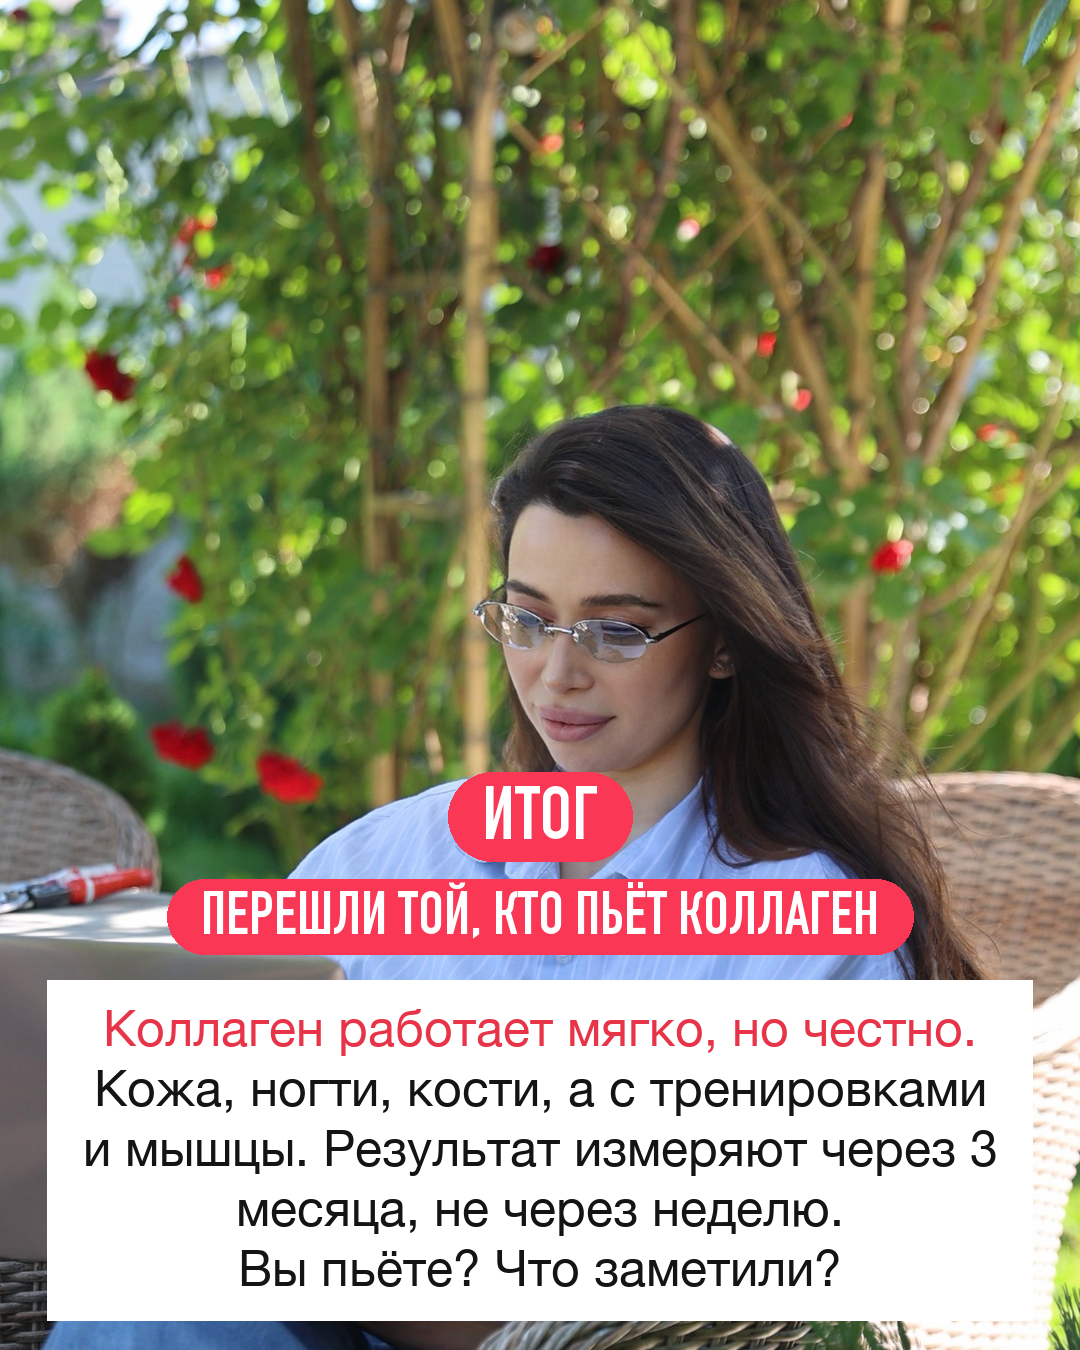 ИТОГ
ПЕРЕШЛИ ТОЙ, КТО ПЬЁТ КОЛЛАГЕН
Коллаген работает мягко, но честно.
Кожа, ногти, кости, а с тренировками
и мышцы. Результат измеряют через 3
месяца, не через неделю.
Вы пьёте? Что заметили?